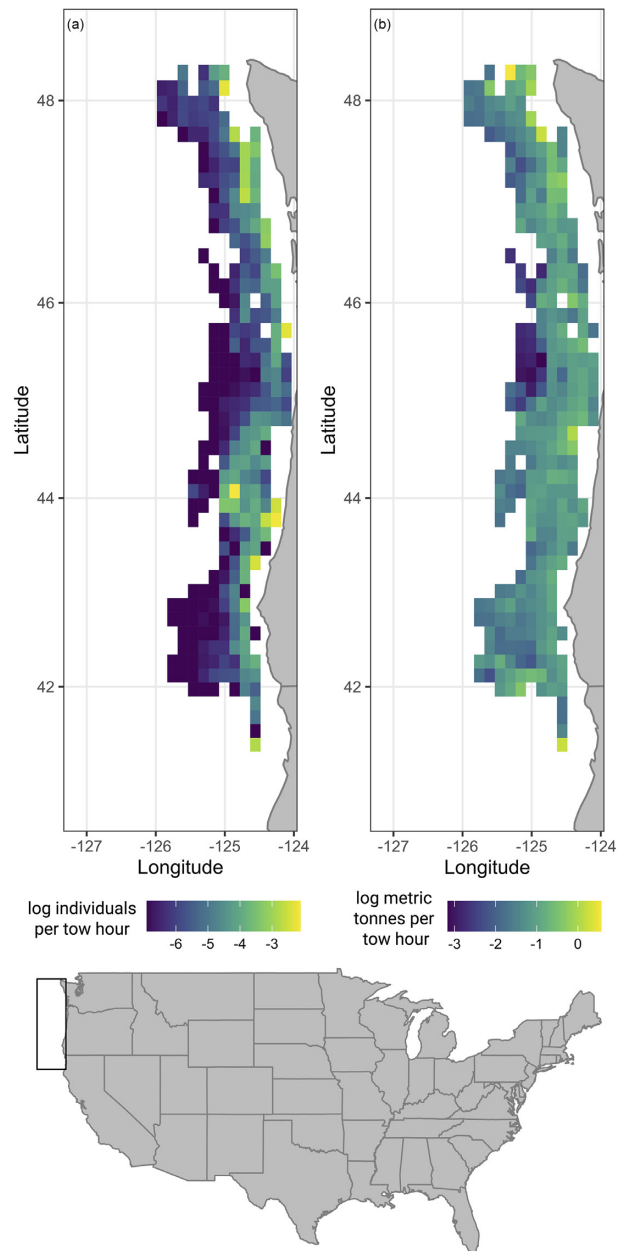 (a)
(b)
48
46
44
42
Latitude
48
46
44
42
Latitude
-127 -126 -125 -124
Longitude
-127 -126 -125 -124
Longitude
log individuals
per tow hour
-6 -5 -4 -3
log metric
tonnes per
tow hour
-3 -2 -1 0